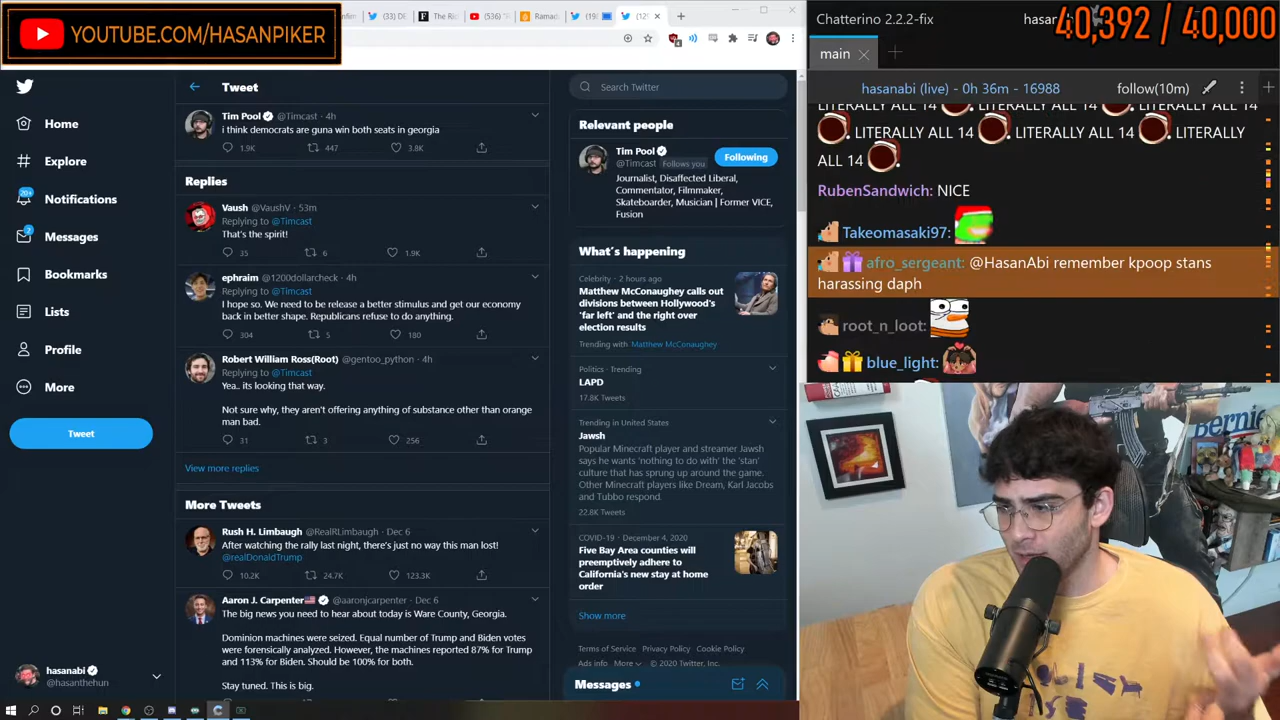 YOUTUBE.COM/HASANPIKER
(33) DE
The Ri
(536) "F
Ramad
(19
(12
Chatterino 2.2.2-fix
hasan
40,392 / 40,000
main
hasanabi (live) - 0h 36m - 16988
follow(10m)
Home
Explore
20+
Notifications
2
Messages
Bookmarks
Lists
Profile
More
Tweet
hasanabi
@hasanthehun
Tweet
Tim Pool @Timcast · 4h
i think democrats are guna win both seats in georgia
1.9K 447 3.8K
Replies
Vaush @VaushV · 53m
Replying to @Timcast
That's the spirit!
35 6 1.9K
ephraim @1200dollarcheck · 4h
Replying to @Timcast
I hope so. We need to be release a better stimulus and get our economy
back in better shape. Republicans refuse to do anything.
304 5 180
Robert William Ross(Root) @gentoo_python · 4h
Replying to @Timcast
Yea.. its looking that way.
Not sure why, they aren't offering anything of substance other than orange
man bad.
31 3 256
View more replies
More Tweets
Rush H. Limbaugh @RealRLimbaugh · Dec 6
After watching the rally last night, there's just no way this man lost!
@realDonaldTrump
10.2K 24.7K 123.3K
Aaron J. Carpenter @aaronjcarpenter · Dec 6
The big news you need to hear about today is Ware County, Georgia.
Dominion machines were seized. Equal number of Trump and Biden votes
were forensically analyzed. However, the machines reported 87% for Trump
and 113% for Biden. Should be 100% for both.
Stay tuned. This is big.
Search Twitter
Relevant people
Tim Pool
@Timcast Follows you
Following
Journalist, Disaffected Liberal,
Commentator, Filmmaker,
Skateboarder, Musician | Former VICE,
Fusion
What's happening
Celebrity · 2 hours ago
Matthew McConaughey calls out
divisions between Hollywood's
'far left' and the right over
election results
Trending with Matthew McConaughey
Politics · Trending
LAPD
17.8K Tweets
Trending in United States
Jawsh
Popular Minecraft player and streamer Jawsh
says he wants 'nothing to do with' the 'stan'
culture that has sprung up around the game.
Other Minecraft players like Dream, Karl Jacobs
and Tubbo respond.
22.8K Tweets
COVID-19 · December 4, 2020
Five Bay Area counties will
preemptively adhere to
California's new stay at home
order
Show more
Terms of Service Privacy Policy Cookie Policy
Ads info More © 2020 Twitter, Inc.
Messages
LITERALLY ALL 14 LITERALLY ALL 14 LITERALLY ALL 14
LITERALLY ALL 14 LITERALLY ALL 14 LITERALLY
ALL 14
RubenSandwich: NICE
Takeomasaki97:
afro_sergeant: @HasanAbi remember kpoop stans
harassing daph
root_n_loot:
blue_light:
Bernie